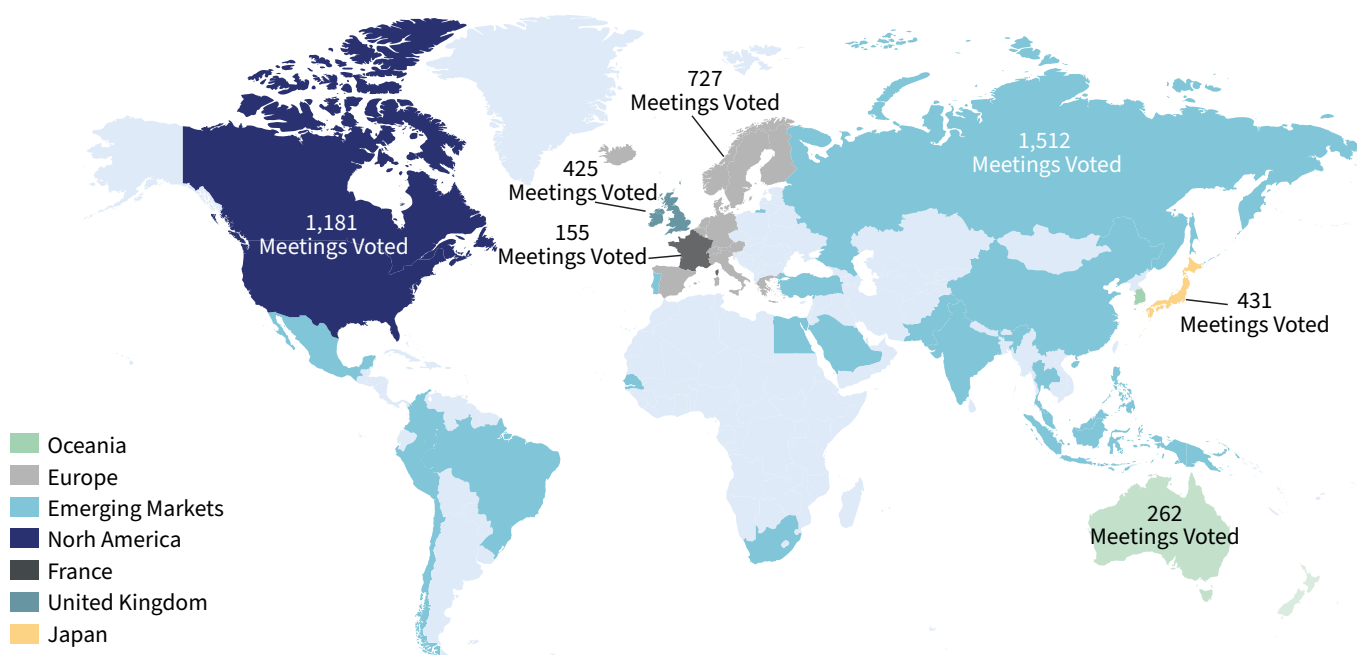 727
Meetings Voted
1,512
Meetings Voted
425
Meetings Voted
1,181
Meetings Voted
155
Meetings Voted
431
Meetings Voted
262
Meetings Voted
Oceania
Europe
Emerging Markets
Norh America
France
United Kingdom
Japan